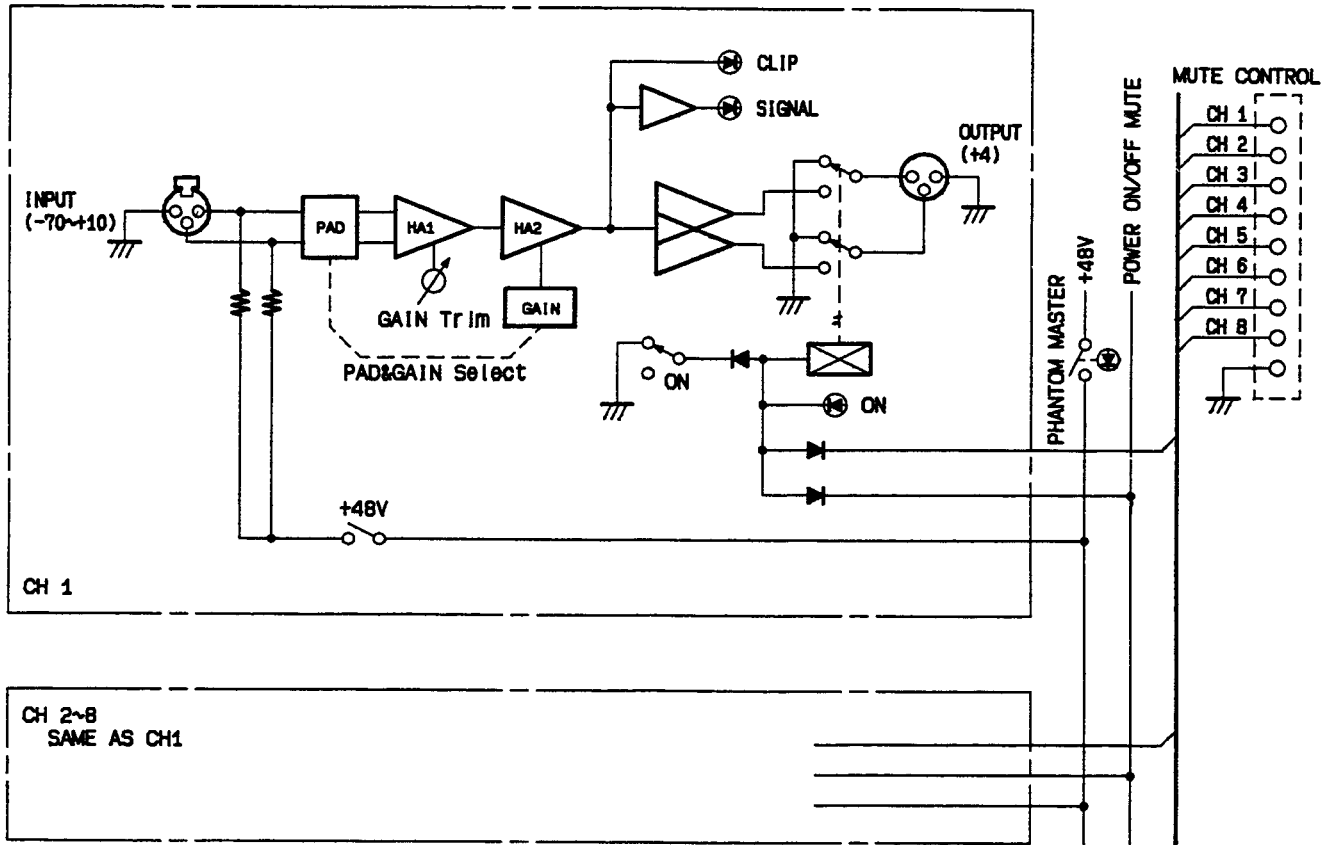 CLIP
SIGNAL
OUTPUT
(+4)
INPUT
(-70~+10)
PAD
HA1
HA2
GAIN Trim
GAIN
PAD&GAIN Select
ON
ON
+48V
CH 1
PHANTOM MASTER
+48V
POWER ON/OFF MUTE
MUTE CONTROL
CH 1
CH 2
CH 3
CH 4
CH 5
CH 6
CH 7
CH 8
CH 2~8
SAME AS CH1